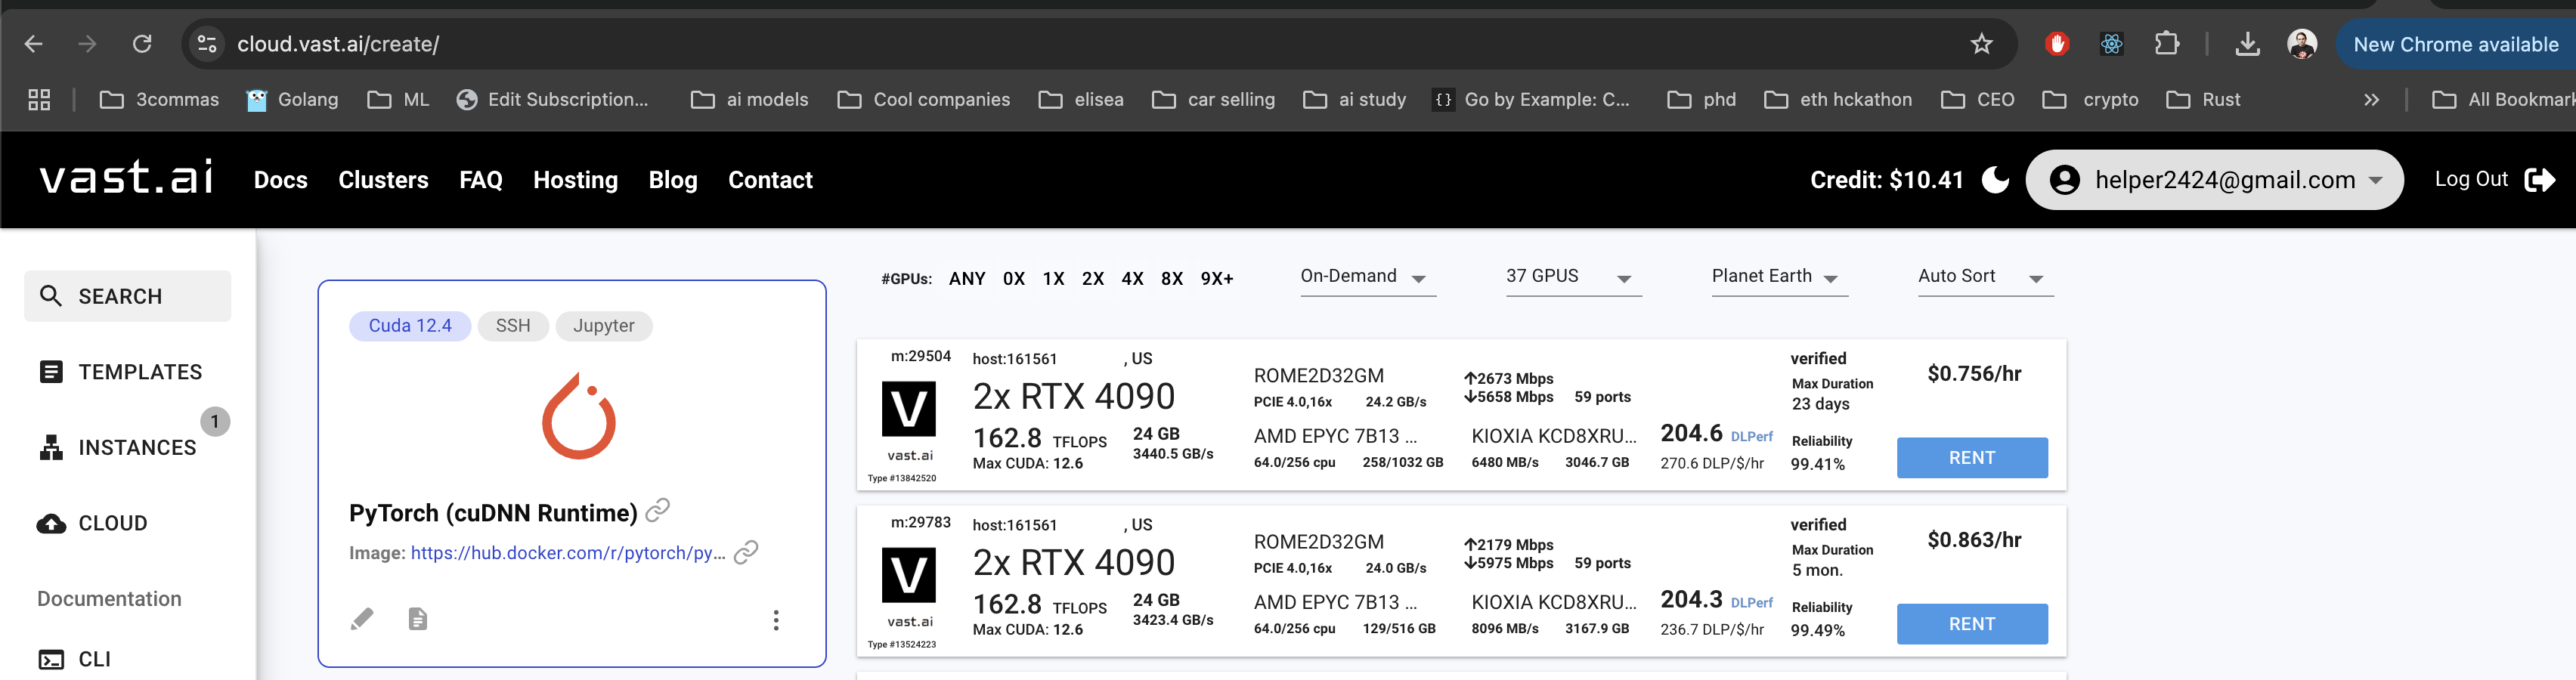 cloud.vast.ai/create/
New Chrome available
3commas Golang ML Edit Subscription... ai models Cool companies elisea car selling ai study Go by Example: C... phd eth hckathon CEO crypto Rust » All Bookmark
vast.ai Docs Clusters FAQ Hosting Blog Contact Credit: $10.41 helper2424@gmail.com Log Out
SEARCH
TEMPLATES
1
INSTANCES
CLOUD
Documentation
CLI
Cuda 12.4 SSH Jupyter
PyTorch (cuDNN Runtime)
Image: https://hub.docker.com/r/pytorch/py...
#GPUs: ANY 0X 1X 2X 4X 8X 9X+ On-Demand 37 GPUS Planet Earth Auto Sort
m:29504
V
vast.ai
Type #13842520
host:161561 , US
2x RTX 4090
162.8 TFLOPS
Max CUDA: 12.6
24 GB
3440.5 GB/s
ROME2D32GM
PCIE 4.0,16x 24.2 GB/s
AMD EPYC 7B13 ...
64.0/256 cpu 258/1032 GB
↑2673 Mbps
↓5658 Mbps 59 ports
KIOXIA KCD8XRU...
6480 MB/s 3046.7 GB
204.6 DLPerf
270.6 DLP/$/hr
verified
Max Duration
23 days
Reliability
99.41%
$0.756/hr
RENT
m:29783
V
vast.ai
Type #13524223
host:161561 , US
2x RTX 4090
162.8 TFLOPS
Max CUDA: 12.6
24 GB
3423.4 GB/s
ROME2D32GM
PCIE 4.0,16x 24.0 GB/s
AMD EPYC 7B13 ...
64.0/256 cpu 129/516 GB
↑2179 Mbps
↓5975 Mbps 59 ports
KIOXIA KCD8XRU...
8096 MB/s 3167.9 GB
204.3 DLPerf
236.7 DLP/$/hr
verified
Max Duration
5 mon.
Reliability
99.49%
$0.863/hr
RENT